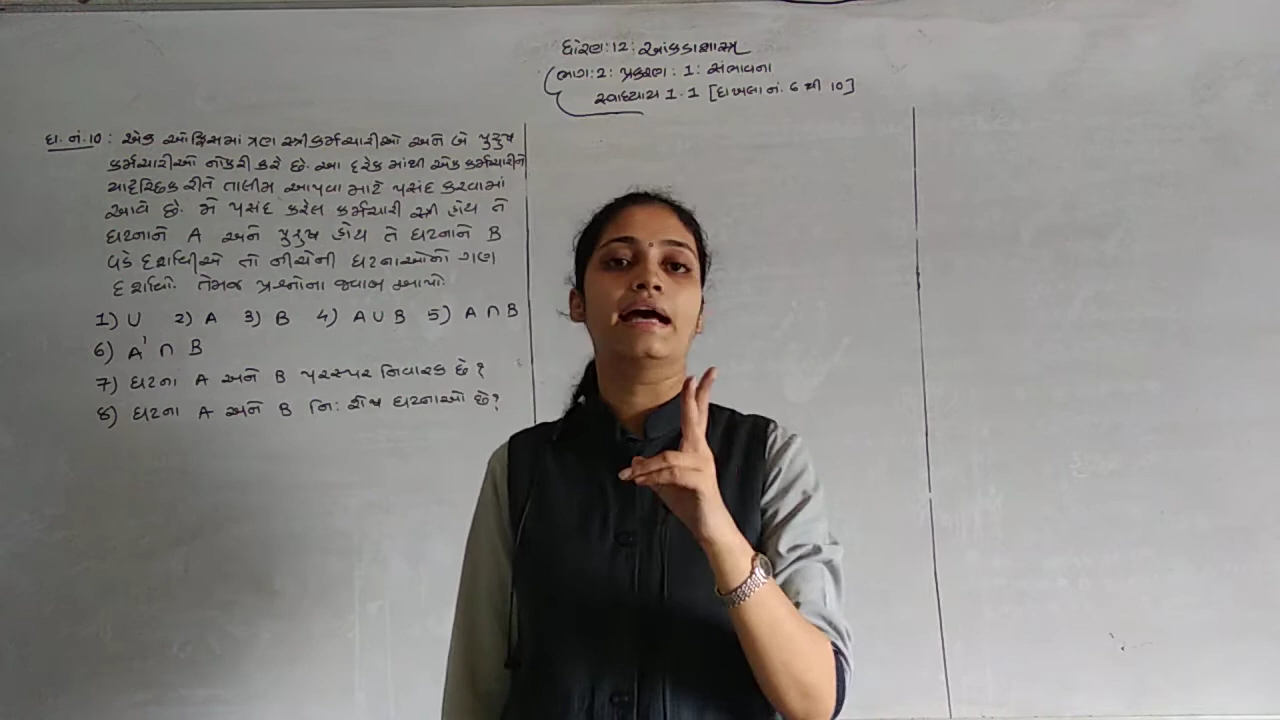 ધોરણ : 12 : આંકડાશાસ્ત્ર
ભાગ : 2 : પ્રકરણ : 1 : સંભાવના
સ્વાધ્યાય 1.1 [દાખલા નં. 6 થી 10]
દા. નં. 10 : એક ઓફિસમાં ત્રણ સ્ત્રીકર્મચારીઓ અને બે પુરુષ
કર્મચારીઓ નોકરી કરે છે. આ દરેક માંથી એક કર્મચારીને
યાદૃચ્છિક રીતે તાલીમ આપવા માટે પસંદ કરવામાં
આવે છે. જો પસંદ કરેલ કર્મચારી સ્ત્રી હોય તે
ઘટનાને A અને પુરુષ હોય તે ઘટનાને B
વડે દર્શાવીએ તો નીચેની ઘટનાઓનો ગણ
દર્શાવો. તેમજ પ્રશ્નોના જવાબ આપો.
1) U 2) A 3) B 4) A ∪ B 5) A ∩ B
6) A' ∩ B
7) ઘટના A અને B પરસ્પર નિવારક છે ?
8) ઘટના A અને B નિ: શેષ ઘટનાઓ છે ?